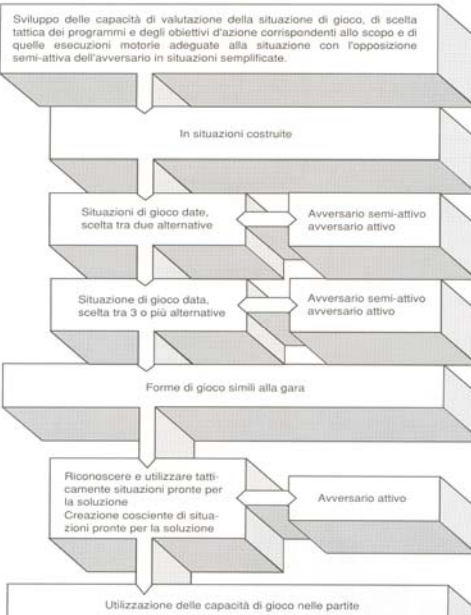 Sviluppo delle capacità di valutazione della situazione di gioco, di scelta
tattica dei programmi e degli obiettivi d'azione corrispondenti allo scopo e di
quelle esecuzioni motorie adeguate alla situazione con l'opposizione
semi-attiva dell'avversario in situazioni semplificate.
In situazioni costruite
Situazioni di gioco date,
scelta tra due alternative
Avversario semi-attivo
avversario attivo
Situazione di gioco data,
scelta tra 3 o più alternative
Avversario semi-attivo
avversario attivo
Forme di gioco simili alla gara
Riconoscere e utilizzare tatti-
camente situazioni pronte per
la soluzione
Creazione cosciente di situa-
zioni pronte per la soluzione
Avversario attivo
Utilizzazione delle capacità di gioco nelle partite